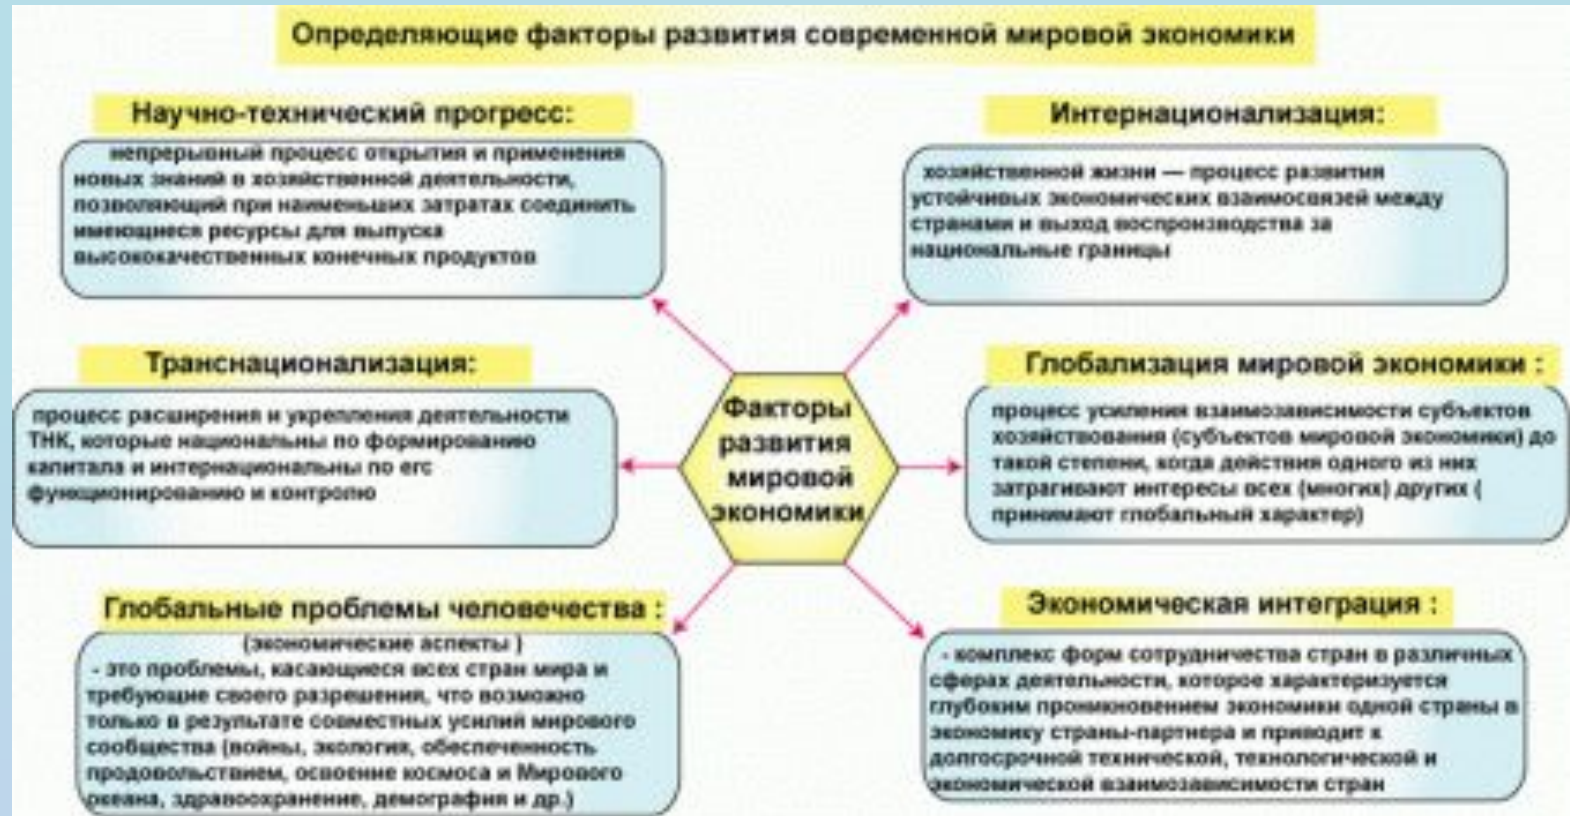 Определяющие факторы развития современной мировой экономики
Научно-технический прогресс:
непрерывный процесс открытия и применения
новых знаний в хозяйственной деятельности,
позволяющий при наименьших затратах соединить
имеющиеся ресурсы для выпуска
высококачественных конечных продуктов
Интернационализация:
хозяйственной жизни — процесс развития
устойчивых экономических взаимосвязей между
странами и выход воспроизводства за
национальные границы
Транснационализация:
процесс расширения и укрепления деятельности
ТНК, которые национальны по формированию
капитала и интернациональны по егс
функционированию и контролю
Факторы
развития
мировой
экономики
Глобализация мировой экономики :
процесс усиления взаимозависимости субъектов
хозяйствования (субъектов мировой экономики) до
такой степени, когда действия одного из них
затрагивают интересы всех (многих) других (
принимают глобальный характер)
Глобальные проблемы человечества :
(экономические аспекты )
- это проблемы, касающиеся всех стран мира и
требующие своего разрешения, что возможно
только в результате совместных усилий мирового
сообщества (войны, экология, обеспеченность
продовольствием, освоение космоса и Мирового
океана, здравоохранение, демография и др.)
Экономическая интеграция :
- комплекс форм сотрудничества стран в различных
сферах деятельности, которое характеризуется
глубоким проникновением экономики одной страны в
экономику страны-партнера и приводит к
долгосрочной технической, технологической и
экономической взаимозависимости стран